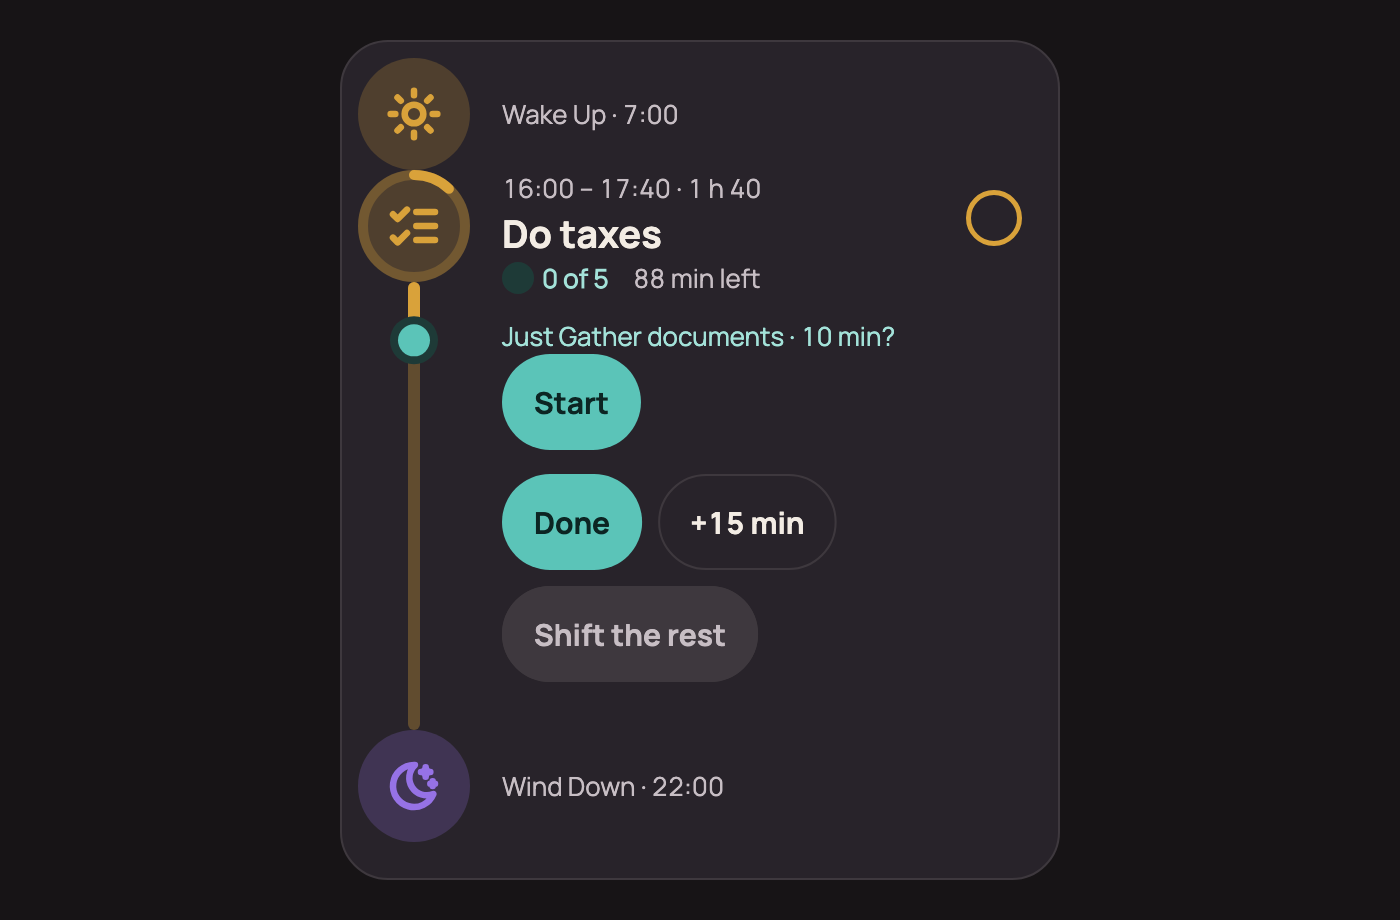 Wake Up · 7:00
16:00 – 17:40 · 1 h 40
Do taxes
0 of 5 88 min left
Just Gather documents · 10 min?
Start
Done +15 min
Shift the rest
Wind Down · 22:00